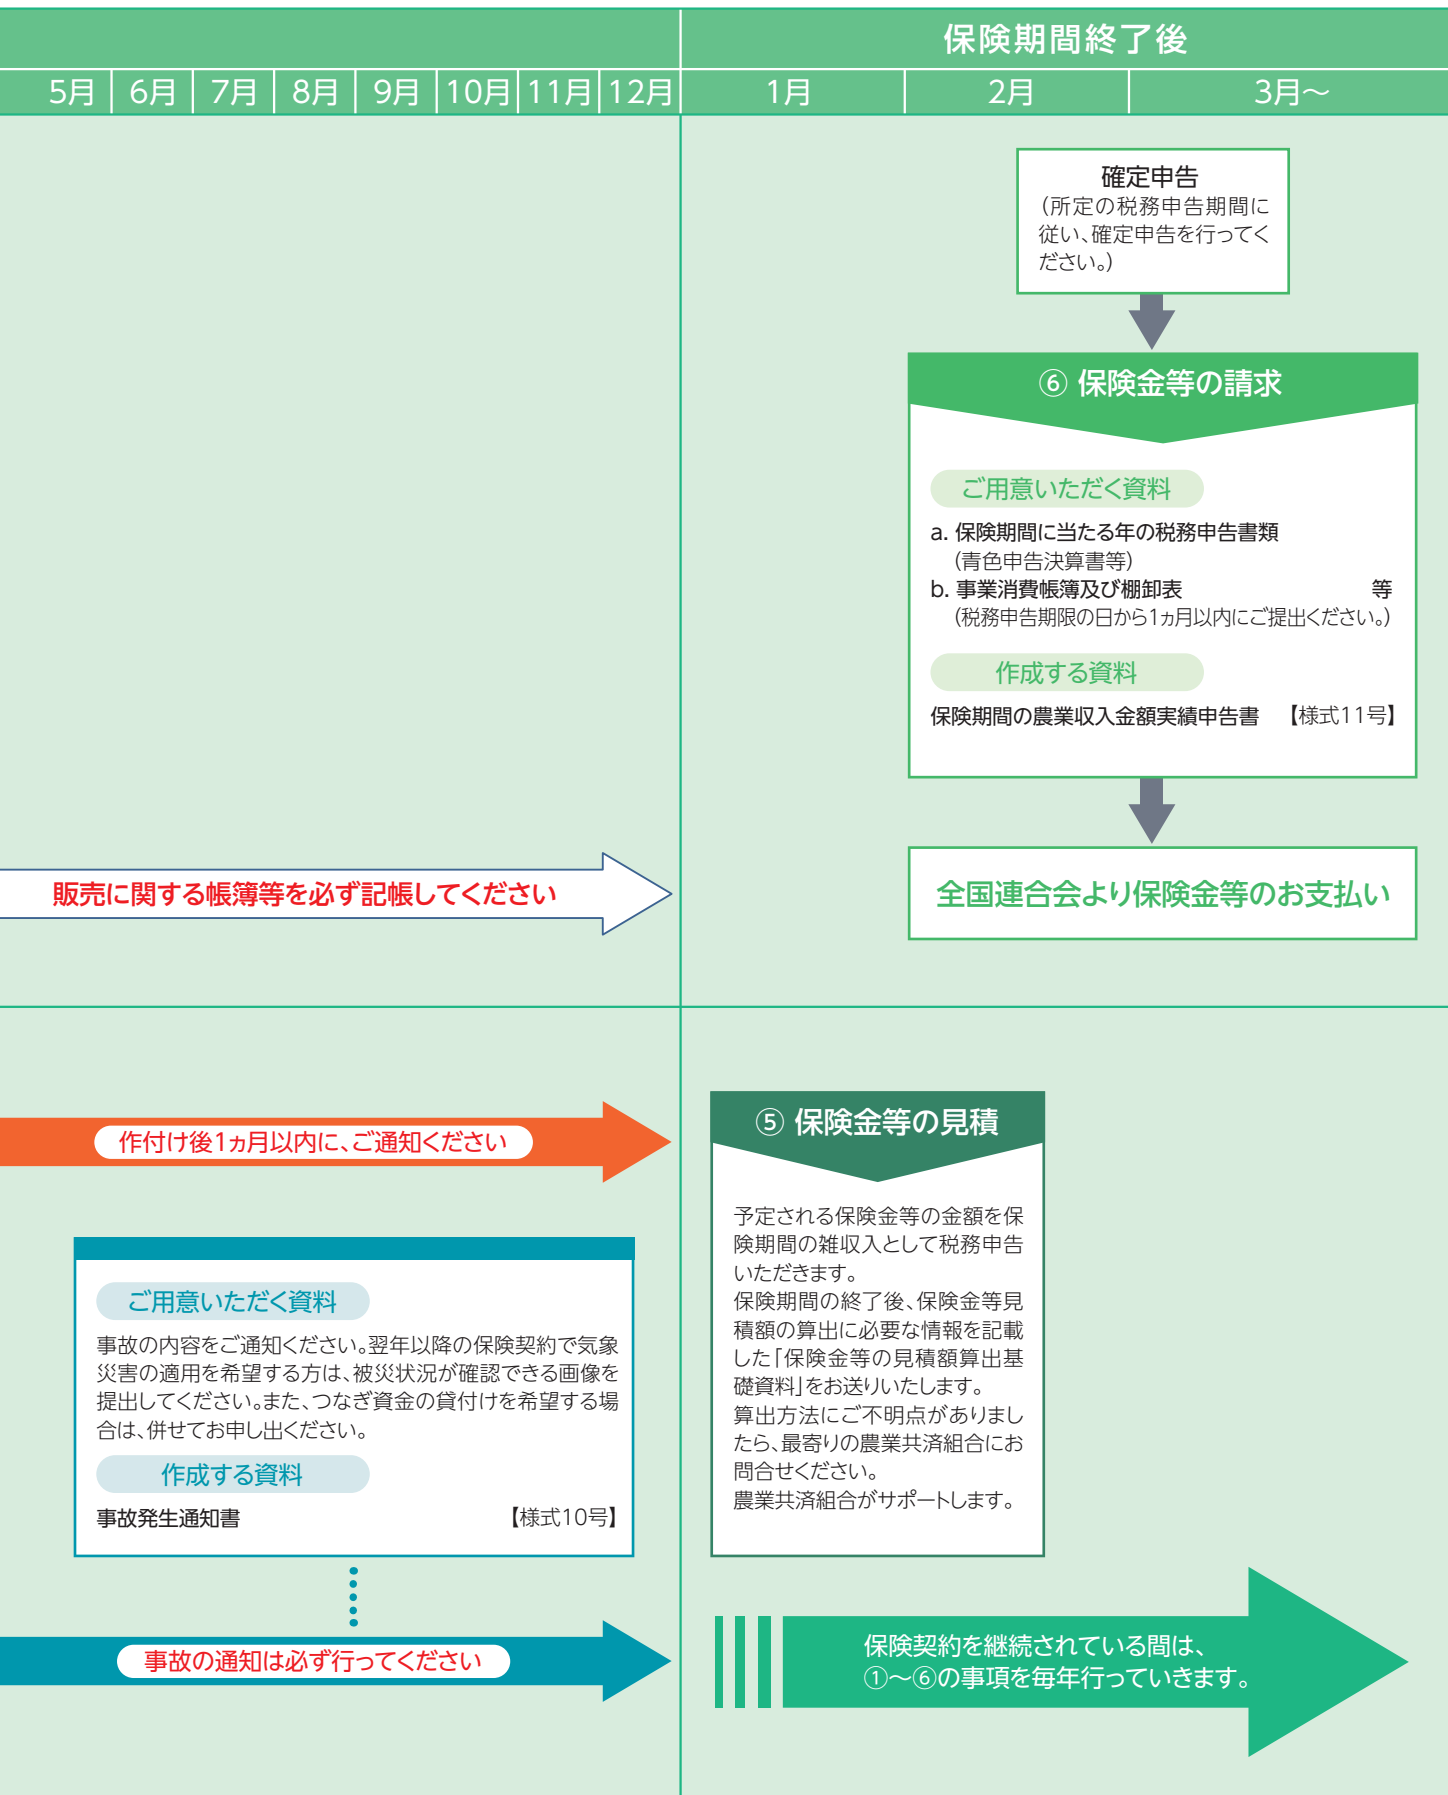 保険期間終了後
5月 6月 7月 8月 9月 10月 11月 12月 1月 2月 3月～
確定申告
（所定の税務申告期間に
従い、確定申告を行ってく
ださい。）
⑥ 保険金等の請求
ご用意いただく資料
a. 保険期間に当たる年の税務申告書類
（青色申告決算書等）
b. 事業消費帳簿及び棚卸表 等
（税務申告期限の日から1ヵ月以内にご提出ください。）
作成する資料
保険期間の農業収入金額実績申告書 【様式11号】
販売に関する帳簿等を必ず記帳してください
全国連合会より保険金等のお支払い
作付け後1ヵ月以内に、ご通知ください
ご用意いただく資料
事故の内容をご通知ください。翌年以降の保険契約で気象
災害の適用を希望する方は、被災状況が確認できる画像を
提出してください。また、つなぎ資金の貸付けを希望する場
合は、併せてお申し出ください。
作成する資料
事故発生通知書 【様式10号】
事故の通知は必ず行ってください
⑤ 保険金等の見積
予定される保険金等の金額を保
険期間の雑収入として税務申告
いただきます。
保険期間の終了後、保険金等見
積額の算出に必要な情報を記載
した「保険金等の見積額算出基
礎資料」をお送りいたします。
算出方法にご不明点がありまし
たら、最寄りの農業共済組合にお
問合せください。
農業共済組合がサポートします。
保険契約を継続されている間は、
①～⑥の事項を毎年行っていきます。